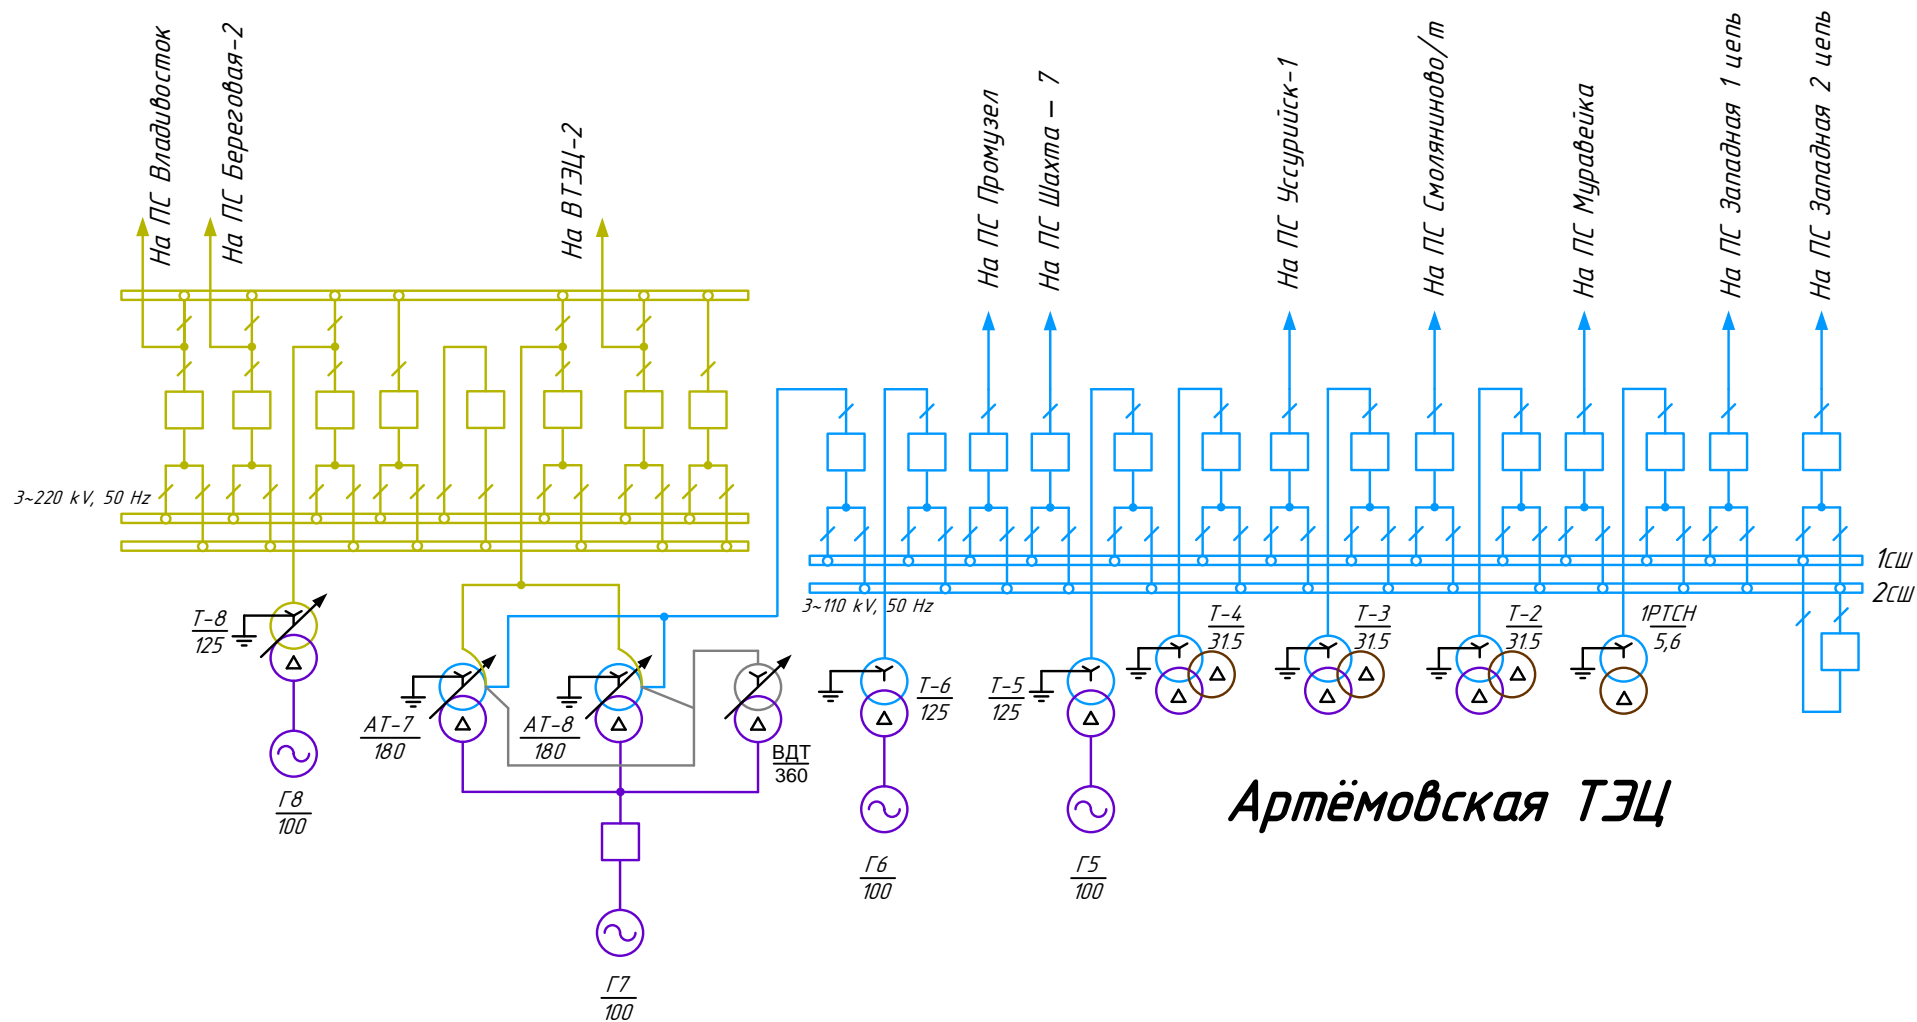 На ПС Владивосток
На ПС Береговая-2
На ВТЭЦ-2
На ПС Промузел
На ПС Шахта - 7
На ПС Уссурийск-1
На ПС Смоляниново/т
На ПС Муравейка
На ПС Западная 1 цепь
На ПС Западная 2 цепь
3~220 kV, 50 Hz
1СШ
2СШ
3~110 kV, 50 Hz
Т-8
125
АТ-7
180
АТ-8
180
ВДТ
360
Т-6
125
Т-5
125
Т-4
31.5
Т-3
31.5
Т-2
31.5
1РТСН
5,6
Г8
100
Г7
100
Г6
100
Г5
100
Артёмовская ТЭЦ